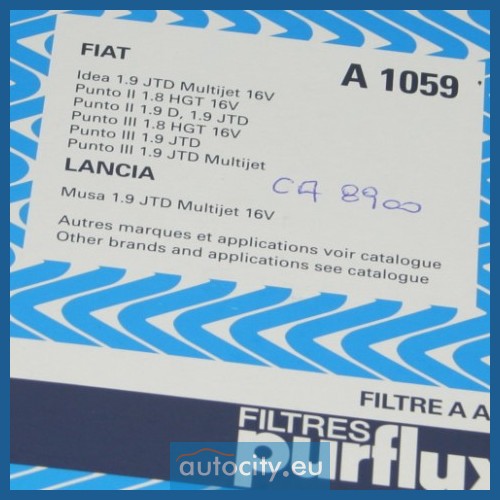 FIAT
A 1059
Idea 1.9 JTD Multijet 16V
Punto II 1.8 HGT 16V
Punto II 1.9 D, 1.9 JTD
Punto III 1.8 HGT 16V
Punto III 1.9 JTD
Punto III 1.9 JTD Multijet
LANCIA
CA 8900
Musa 1.9 JTD Multijet 16V
Autres marques et applications voir catalogue
Other brands and applications see catalogue
FILTRE A A
FILTRES
purflux
autocity.eu